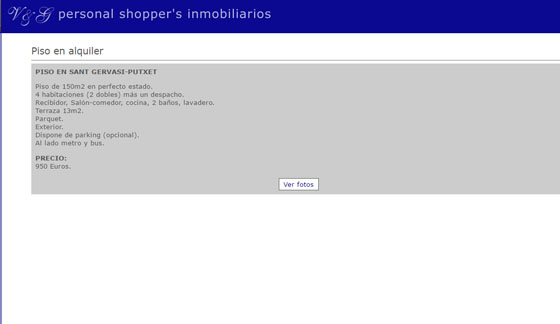 V&G personal shopper's inmobiliarios
Piso en alquiler
PISO EN SANT GERVASI-PUTXET
Piso de 150m2 en perfecto estado.
4 habitaciones (2 dobles) más un despacho.
Recibidor, Salón-comedor, cocina, 2 baños, lavadero.
Terraza 13m2.
Parquet.
Exterior.
Dispone de parking (opcional).
Al lado metro y bus.
PRECIO:
950 Euros.
Ver fotos